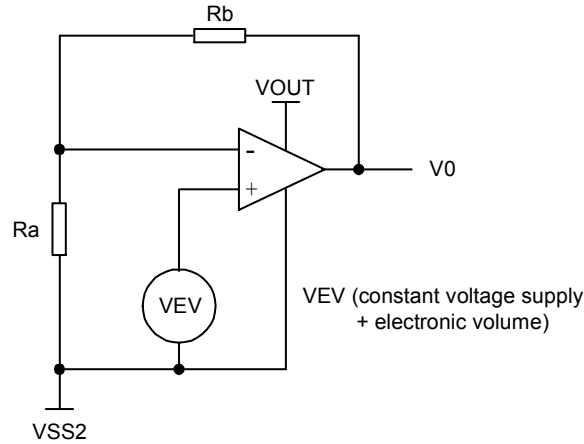 Rb
VOUT
-
V0
+
Ra
VEV
VEV (constant voltage supply
+ electronic volume)
VSS2